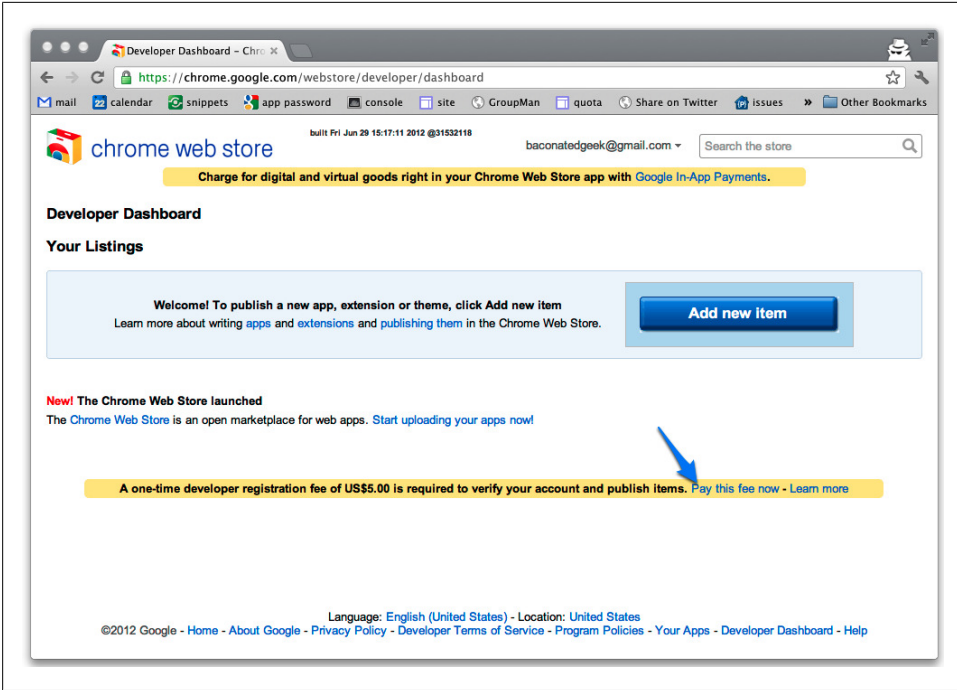 Developer Dashboard - Chro
https://chrome.google.com/webstore/developer/dashboard
mail 22 calendar snippets app password console site GroupMan quota Share on Twitter issues » Other Bookmarks
built Fri Jun 29 15:17:11 2012 @31532118
chrome web store
baconatedgeek@gmail.com
Search the store
Charge for digital and virtual goods right in your Chrome Web Store app with Google In-App Payments.
Developer Dashboard
Your Listings
Welcome! To publish a new app, extension or theme, click Add new item
Learn more about writing apps and extensions and publishing them in the Chrome Web Store.
Add new item
New! The Chrome Web Store launched
The Chrome Web Store is an open marketplace for web apps. Start uploading your apps now!
A one-time developer registration fee of US$5.00 is required to verify your account and publish items. Pay this fee now - Learn more
Language: English (United States) - Location: United States
©2012 Google - Home - About Google - Privacy Policy - Developer Terms of Service - Program Policies - Your Apps - Developer Dashboard - Help